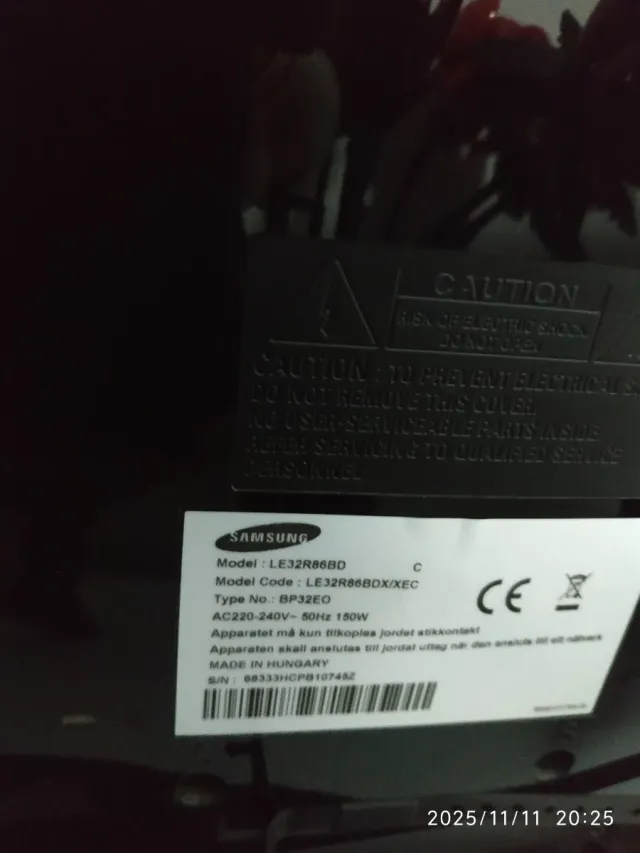 CAUTION
RISK OF ELECTRIC SHOCK
DO NOT OPEN
CAUTION : TO PREVENT ELECTRICAL
DO NOT REMOVE THIS COVER.
NO USER-SERVICEABLE PARTS INSIDE.
REFER SERVICING TO QUALIFIED SERVICE
PERSONNEL.
SAMSUNG
Model : LE32R86BD C
Model Code : LE32R86BDX/XEC
Type No.: BP32EO
AC220-240V~ 50Hz 150W
CE
Apparatet må kun tilkoples jordet stikkontakt
Apparaten skall anslutas till jordat uttag när den ansluts till ett nätverk
MADE IN HUNGARY
S/N : 68333HCPB10745Z
2025/11/11 20:25